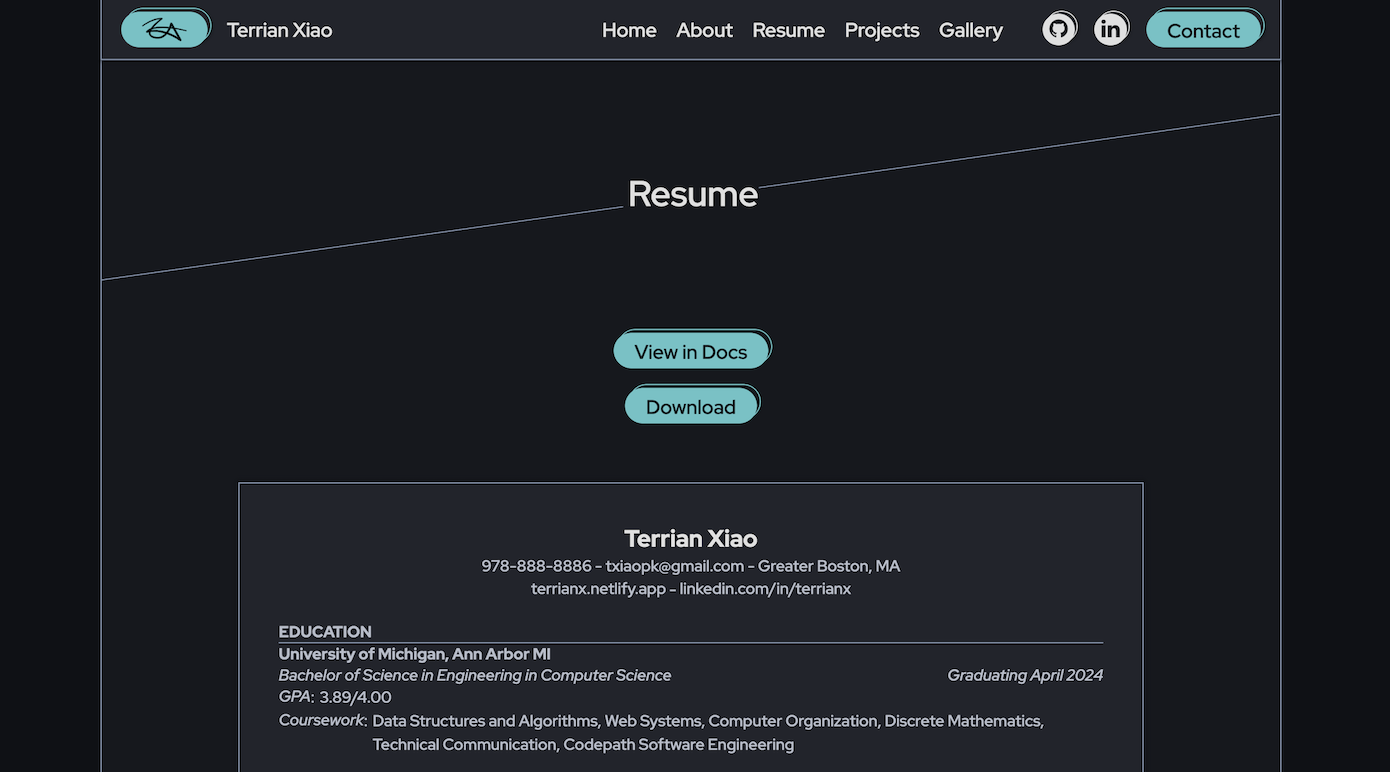 Terrian Xiao Home About Resume Projects Gallery in Contact
Resume
View in Docs
Download
Terrian Xiao
978-888-8886 - txiaopk@gmail.com - Greater Boston, MA
terrianx.netlify.app - linkedin.com/in/terrianx
EDUCATION
University of Michigan, Ann Arbor MI
Bachelor of Science in Engineering in Computer Science Graduating April 2024
GPA: 3.89/4.00
Coursework: Data Structures and Algorithms, Web Systems, Computer Organization, Discrete Mathematics,
Technical Communication, Codepath Software Engineering